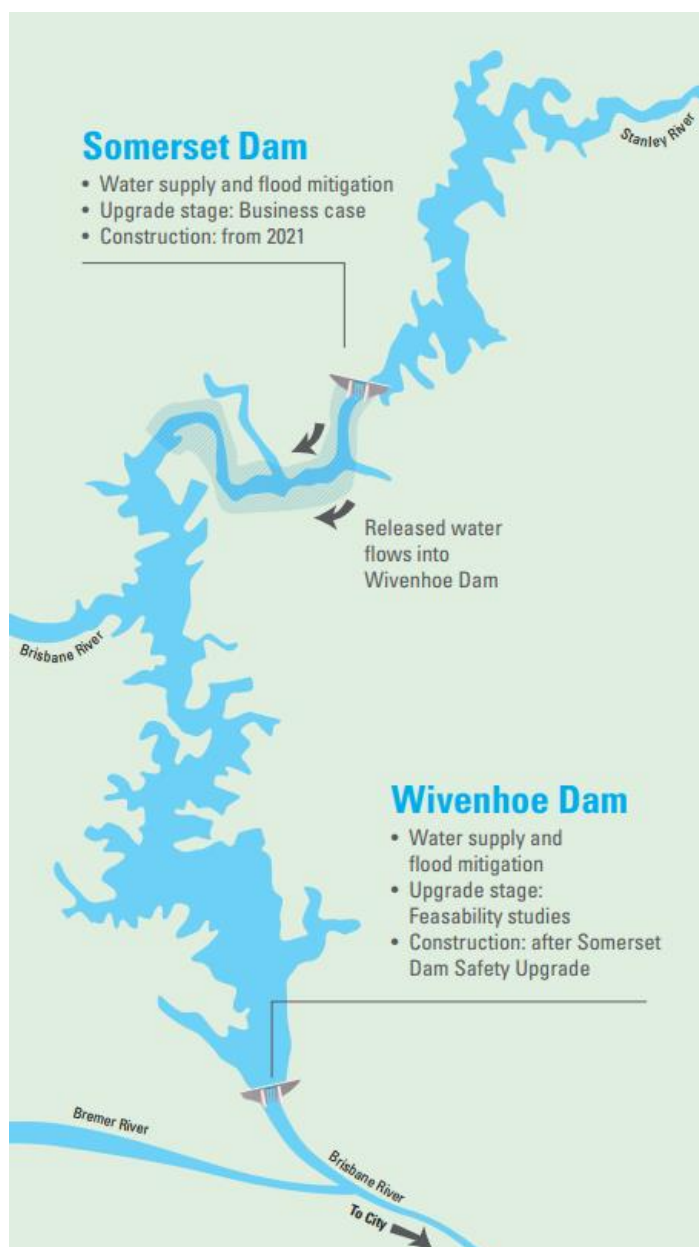 Stanley River
Somerset Dam
• Water supply and flood mitigation
• Upgrade stage: Business case
• Construction: from 2021
Released water
flows into
Wivenhoe Dam
Brisbane River
Wivenhoe Dam
• Water supply and
flood mitigation
• Upgrade stage:
Feasability studies
• Construction: after Somerset
Dam Safety Upgrade
Bremer River
Brisbane River
To City